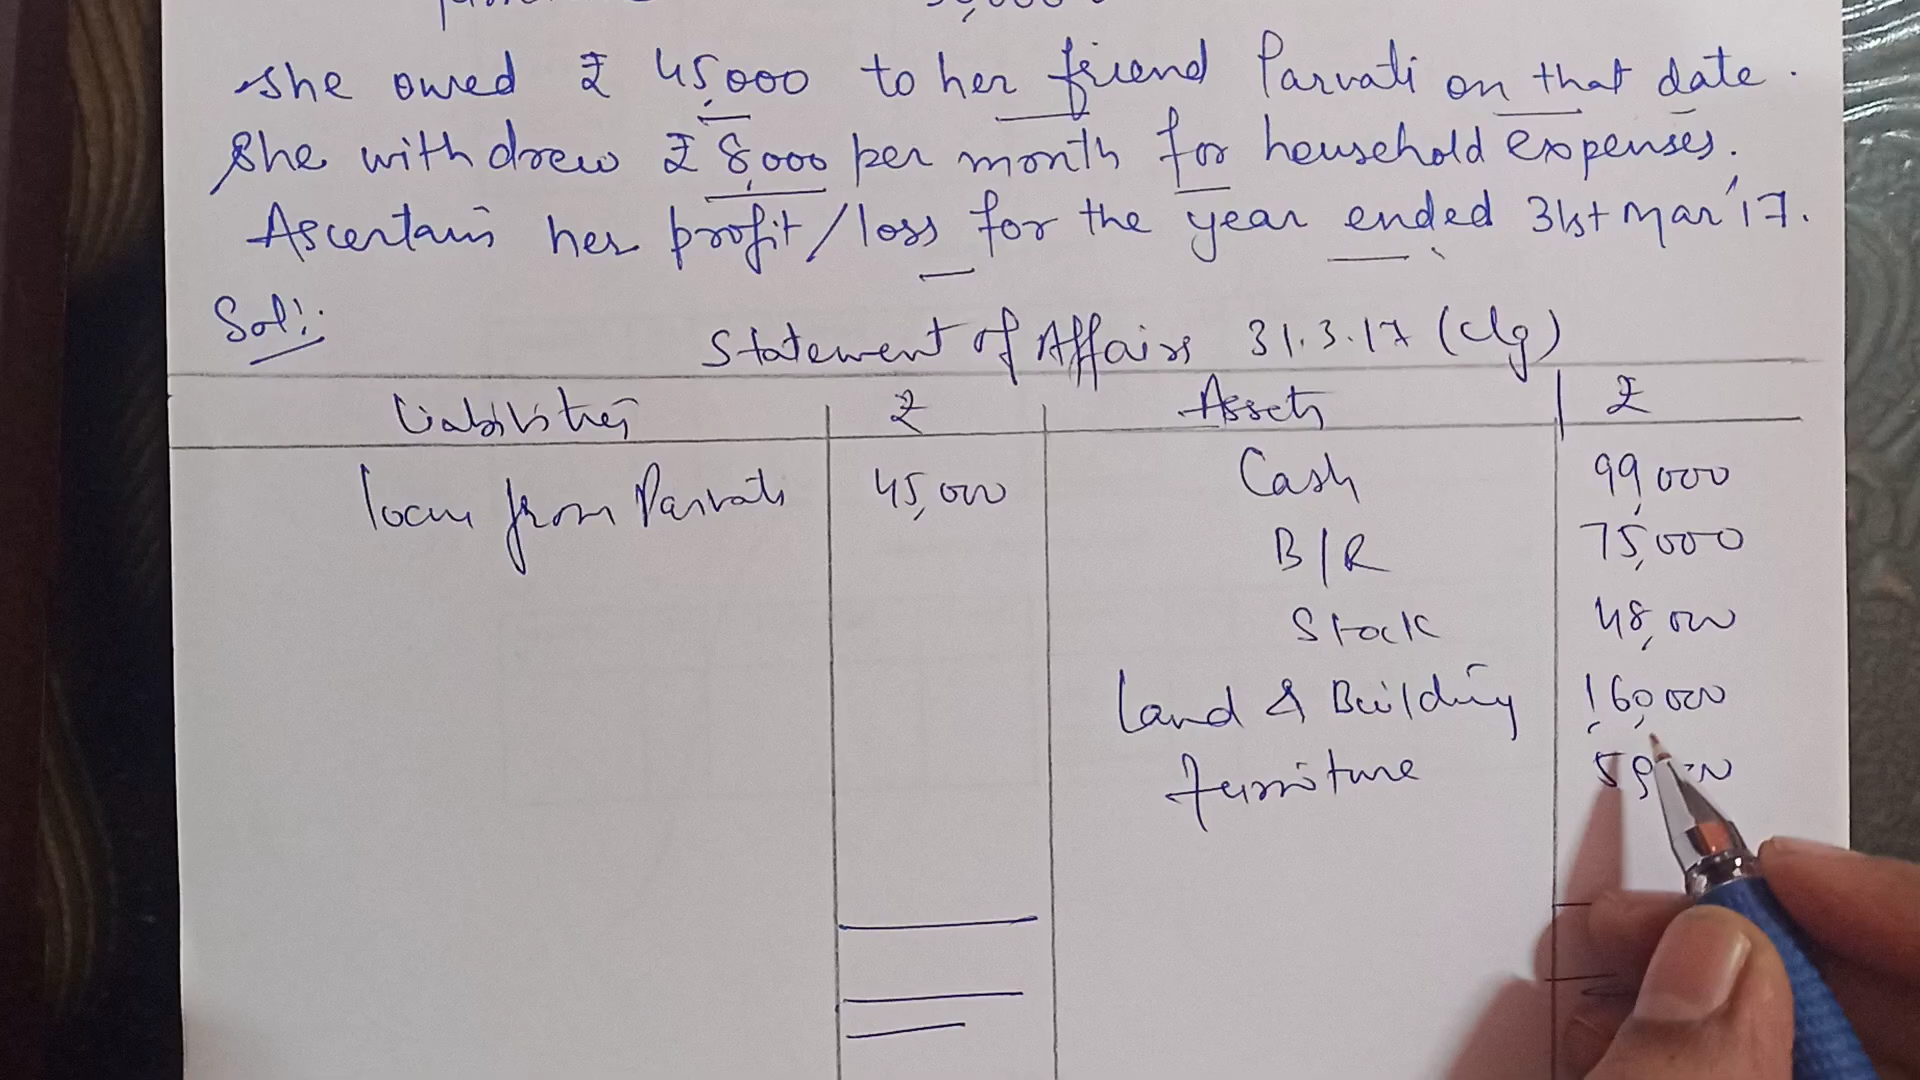 she owed ₹ 45,000 to her friend Parvati on that date.
She withdrew ₹ 8,000 per month for household expenses.
Ascertain her profit/loss for the year ended 31st Mar'17.
Sol:
Statement of Affairs 31.3.17 (Clg)
Liabilities ₹ Assets ₹
loan from Parvati 45,000 Cash 99,000
B/R 75,000
Stock 48,000
Land & Building 1,60,000
furniture